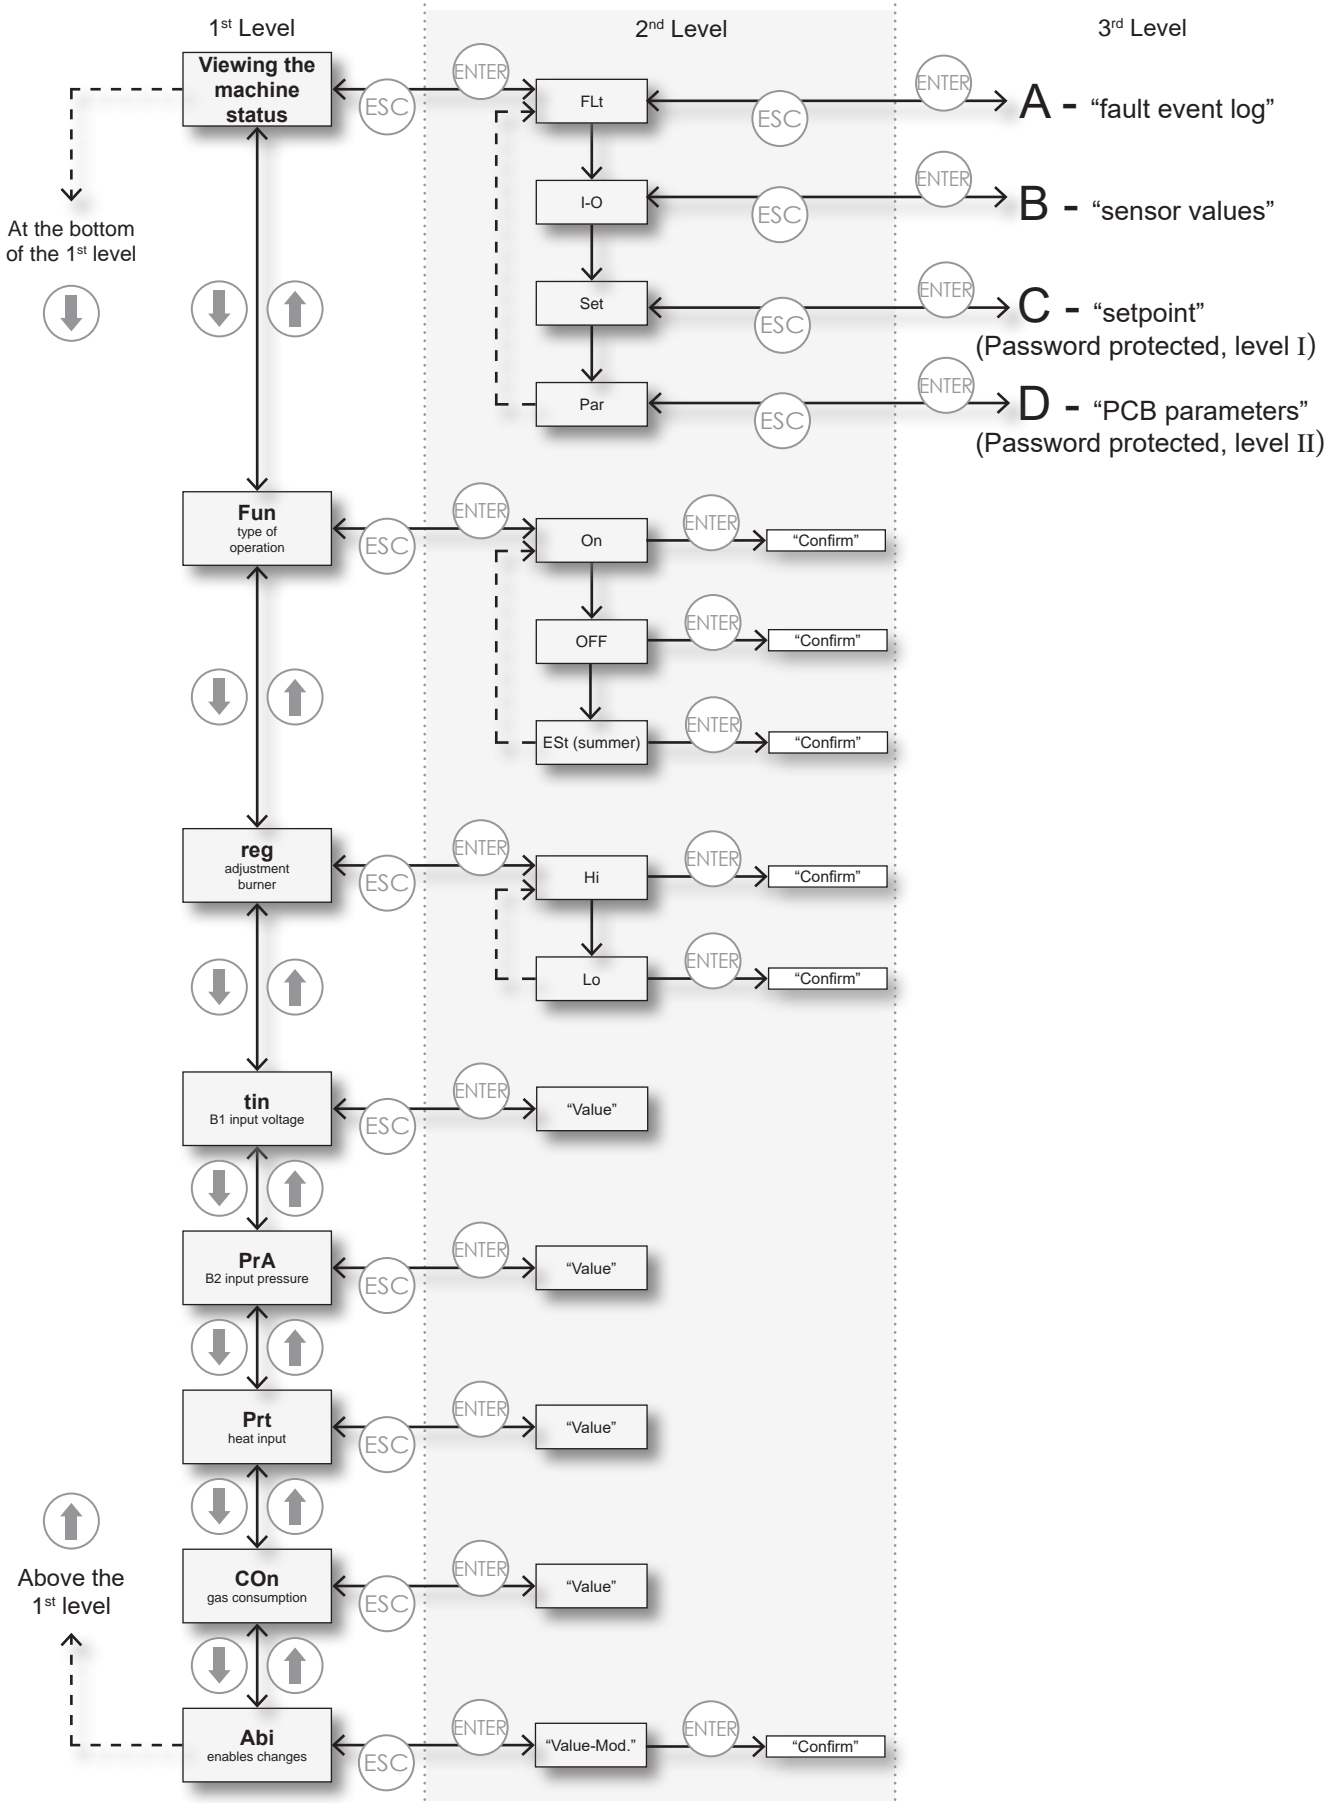 1st Level
2nd Level
3rd Level
Viewing the
machine
status
ESC
ENTER
FLt
ESC
ENTER
A - “fault event log”
I-O
ESC
ENTER
B - “sensor values”
At the bottom
of the 1st level
Set
ESC
ENTER
C - “setpoint”
(Password protected, level I)
Par
ESC
ENTER
D - “PCB parameters”
(Password protected, level II)
Fun
type of
operation
ESC
ENTER
On
ENTER
“Confirm”
OFF
ENTER
“Confirm”
ESt (summer)
ENTER
“Confirm”
reg
adjustment
burner
ESC
ENTER
Hi
ENTER
“Confirm”
Lo
ENTER
“Confirm”
tin
B1 input voltage
ESC
ENTER
“Value”
PrA
B2 input pressure
ESC
ENTER
“Value”
Prt
heat input
ESC
ENTER
“Value”
Above the
1st level
COn
gas consumption
ESC
ENTER
“Value”
Abi
enables changes
ESC
ENTER
“Value-Mod.”
ENTER
“Confirm”